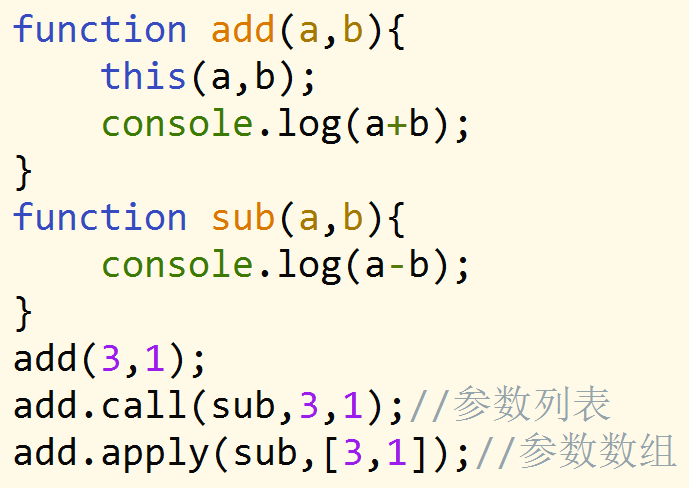 function add(a,b){
    this(a,b);
    console.log(a+b);
}
function sub(a,b){
    console.log(a-b);
}
add(3,1);
add.call(sub,3,1);//参数列表
add.apply(sub,[3,1]);//参数数组